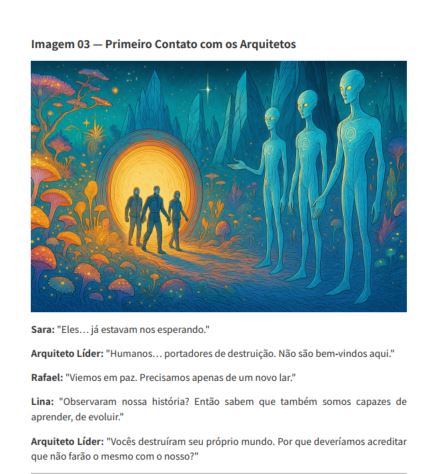 Imagem 03 — Primeiro Contato com os Arquitetos
Sara: "Eles… já estavam nos esperando."
Arquiteto Líder: "Humanos… portadores de destruição. Não são bem-vindos aqui."
Rafael: "Viemos em paz. Precisamos apenas de um novo lar."
Lina: "Observaram nossa história? Então sabem que também somos capazes de
aprender, de evoluir."
Arquiteto Líder: "Vocês destruíram seu próprio mundo. Por que deveríamos acreditar
que não farão o mesmo com o nosso?"